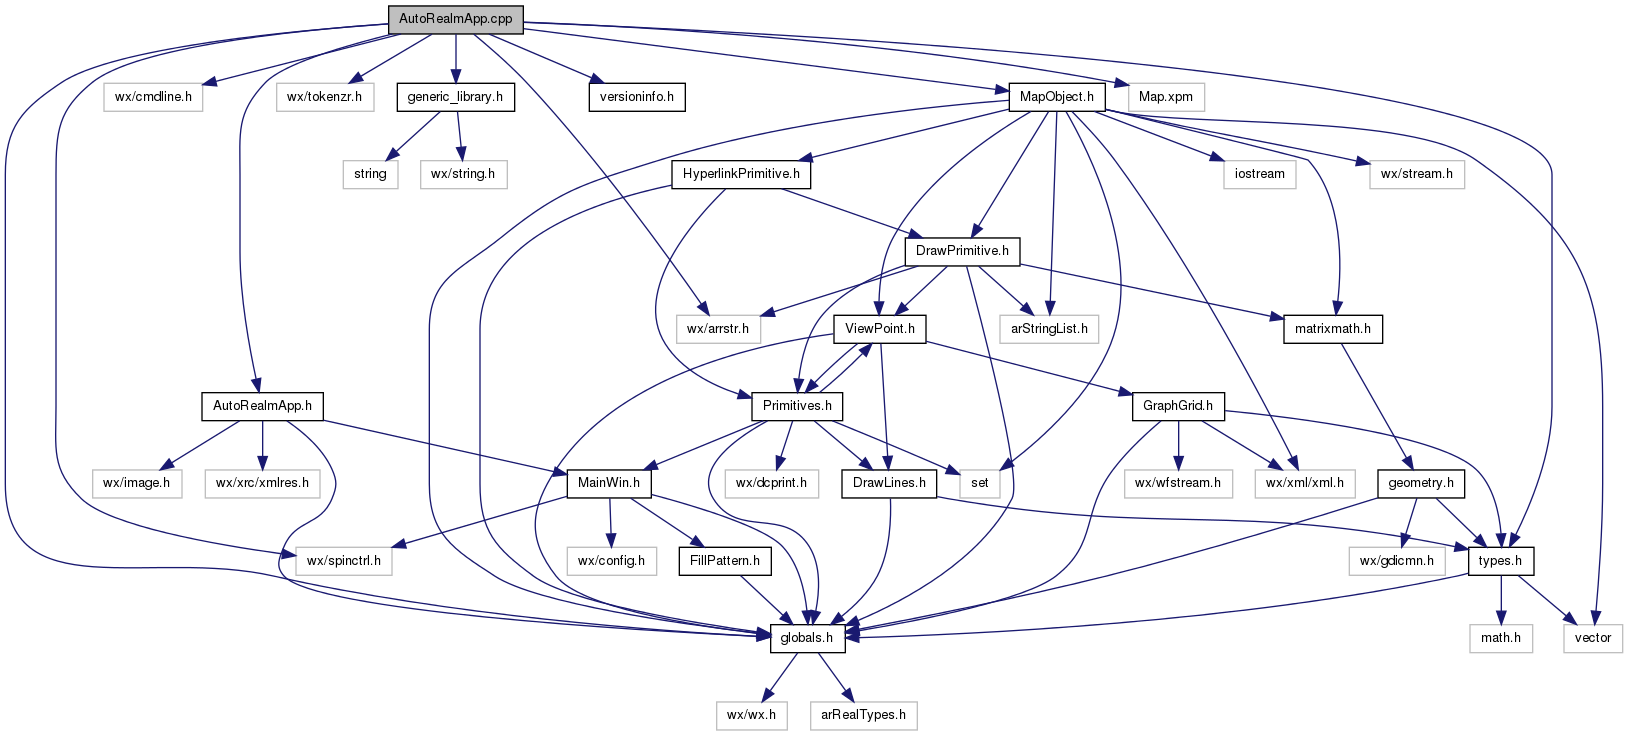 AutoRealmApp.cpp
wx/cmdline.h
wx/tokenzr.h
generic_library.h
versioninfo.h
MapObject.h
Map.xpm
string
wx/string.h
HyperlinkPrimitive.h
iostream
wx/stream.h
DrawPrimitive.h
wx/arrstr.h
ViewPoint.h
arStringList.h
matrixmath.h
AutoRealmApp.h
Primitives.h
GraphGrid.h
wx/image.h
wx/xrc/xmlres.h
MainWin.h
wx/dcprint.h
DrawLines.h
set
wx/wfstream.h
wx/xml/xml.h
geometry.h
wx/spinctrl.h
wx/config.h
FillPattern.h
wx/gdicmn.h
types.h
globals.h
math.h
vector
wx/wx.h
arRealTypes.h